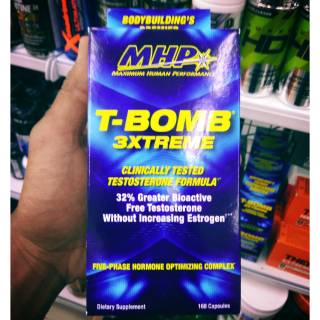 BODYBUILDING'S
MHP
MAXIMUM HUMAN PERFORMANCE
T-BOMB®
3XTREME
CLINICALLY TESTED
TESTOSTERONE FORMULA*
32% Greater Bioactive
Free Testosterone
Without Increasing Estrogen***
FIVE-PHASE HORMONE OPTIMIZING COMPLEX
Dietary Supplement
168 Capsules